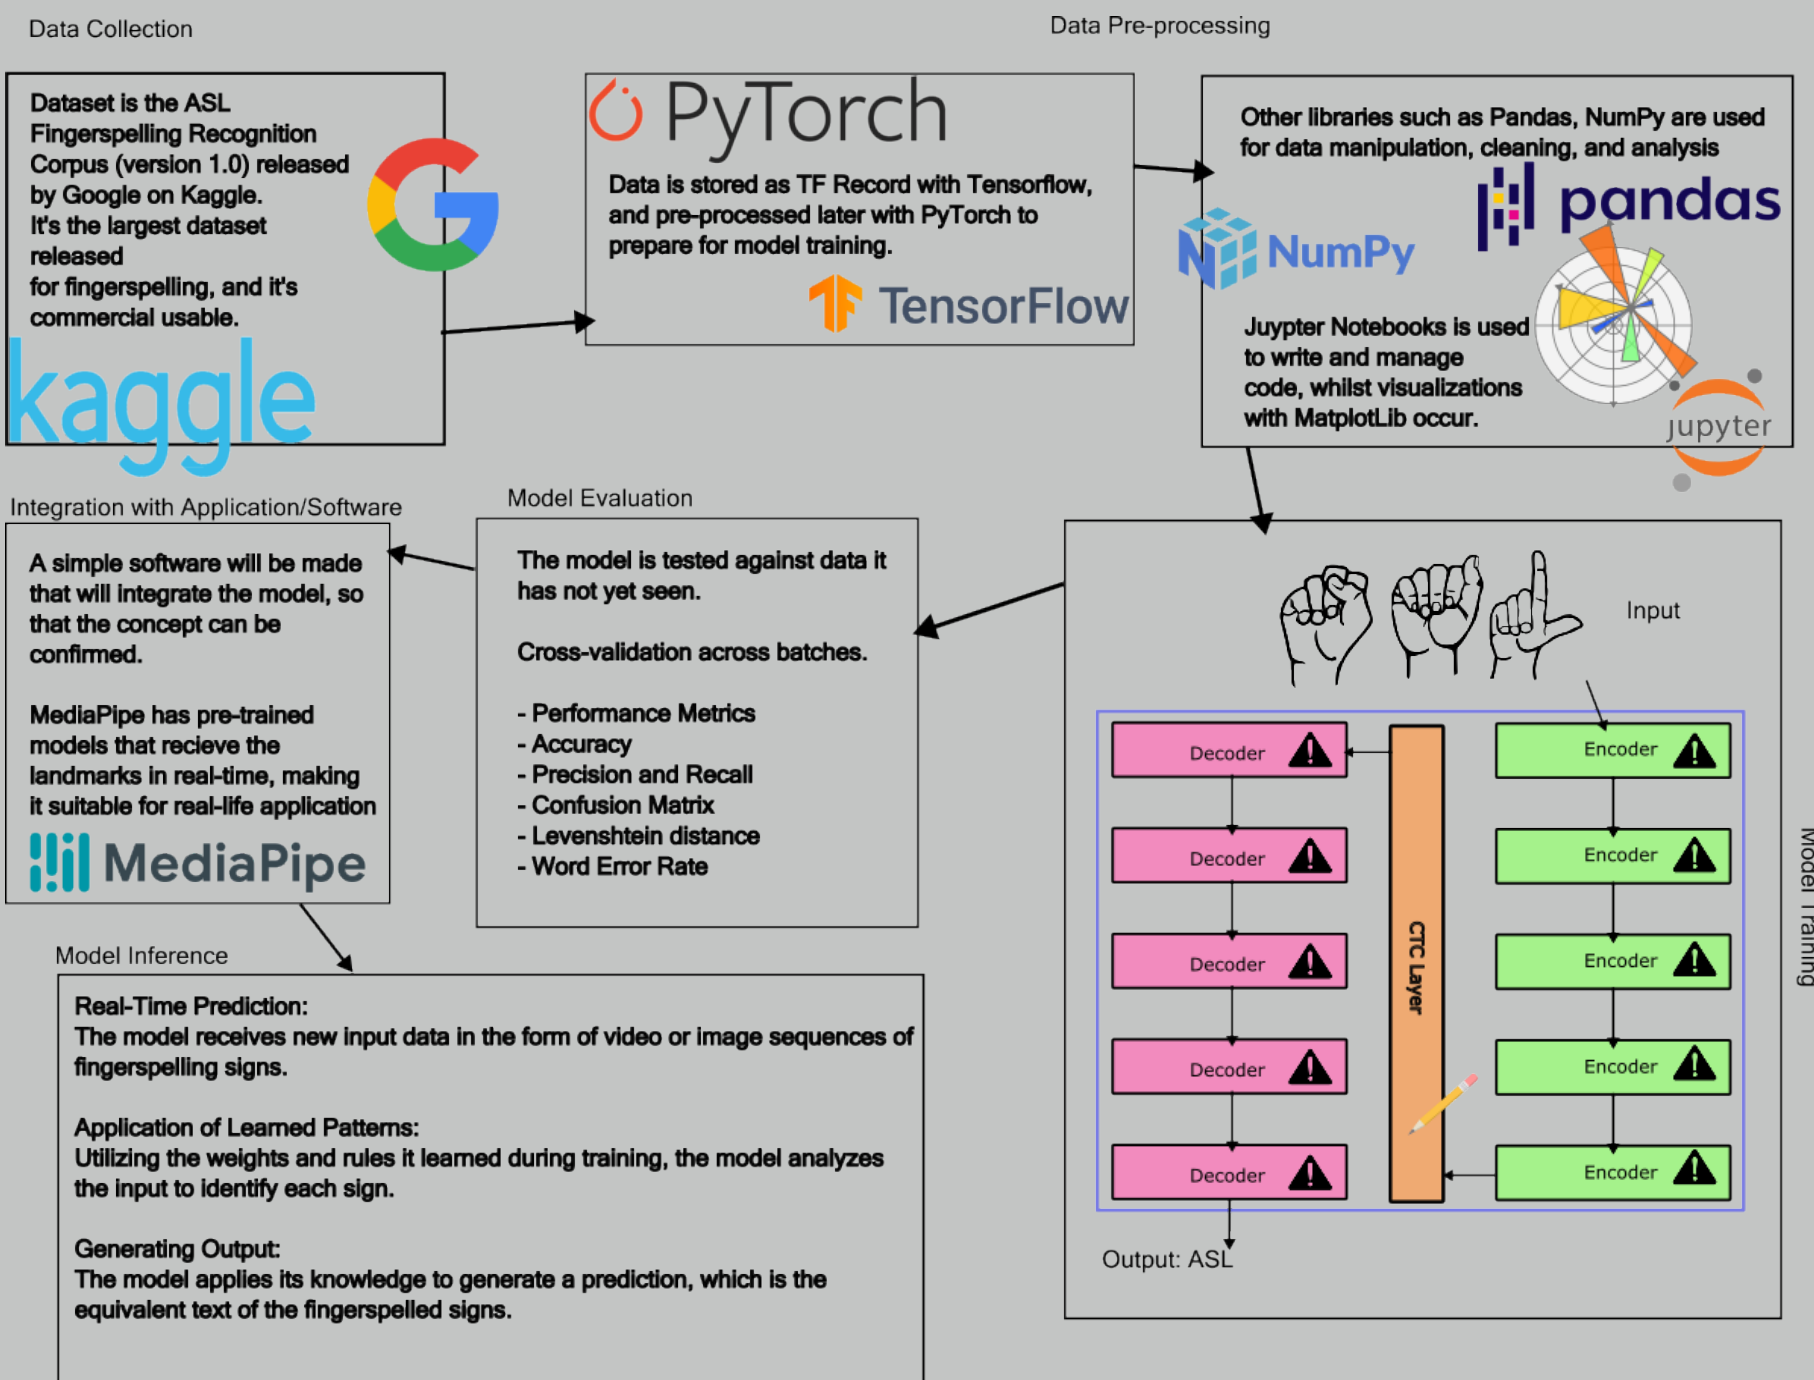 Data Collection
Dataset is the ASL
Fingerspelling Recognition
Corpus (version 1.0) released
by Google on Kaggle.
It's the largest dataset
released
for fingerspelling, and it's
commercial usable.
kaggle
PyTorch
Data is stored as TF Record with Tensorflow,
and pre-processed later with PyTorch to
prepare for model training.
TensorFlow
Data Pre-processing
Other libraries such as Pandas, NumPy are used
for data manipulation, cleaning, and analysis
pandas
NumPy
Juypter Notebooks is used
to write and manage
code, whilst visualizations
with MatplotLib occur.
jupyter
Model Training
Input
Encoder
Encoder
Encoder
Encoder
Encoder
CTC Layer
Decoder
Decoder
Decoder
Decoder
Decoder
Output: ASL
Model Evaluation
The model is tested against data it
has not yet seen.
Cross-validation across batches.
- Performance Metrics
- Accuracy
- Precision and Recall
- Confusion Matrix
- Levenshtein distance
- Word Error Rate
Integration with Application/Software
A simple software will be made
that will integrate the model, so
that the concept can be
confirmed.
MediaPipe has pre-trained
models that recieve the
landmarks in real-time, making
it suitable for real-life application
MediaPipe
Model Inference
Real-Time Prediction:
The model receives new input data in the form of video or image sequences of
fingerspelling signs.
Application of Learned Patterns:
Utilizing the weights and rules it learned during training, the model analyzes
the input to identify each sign.
Generating Output:
The model applies its knowledge to generate a prediction, which is the
equivalent text of the fingerspelled signs.